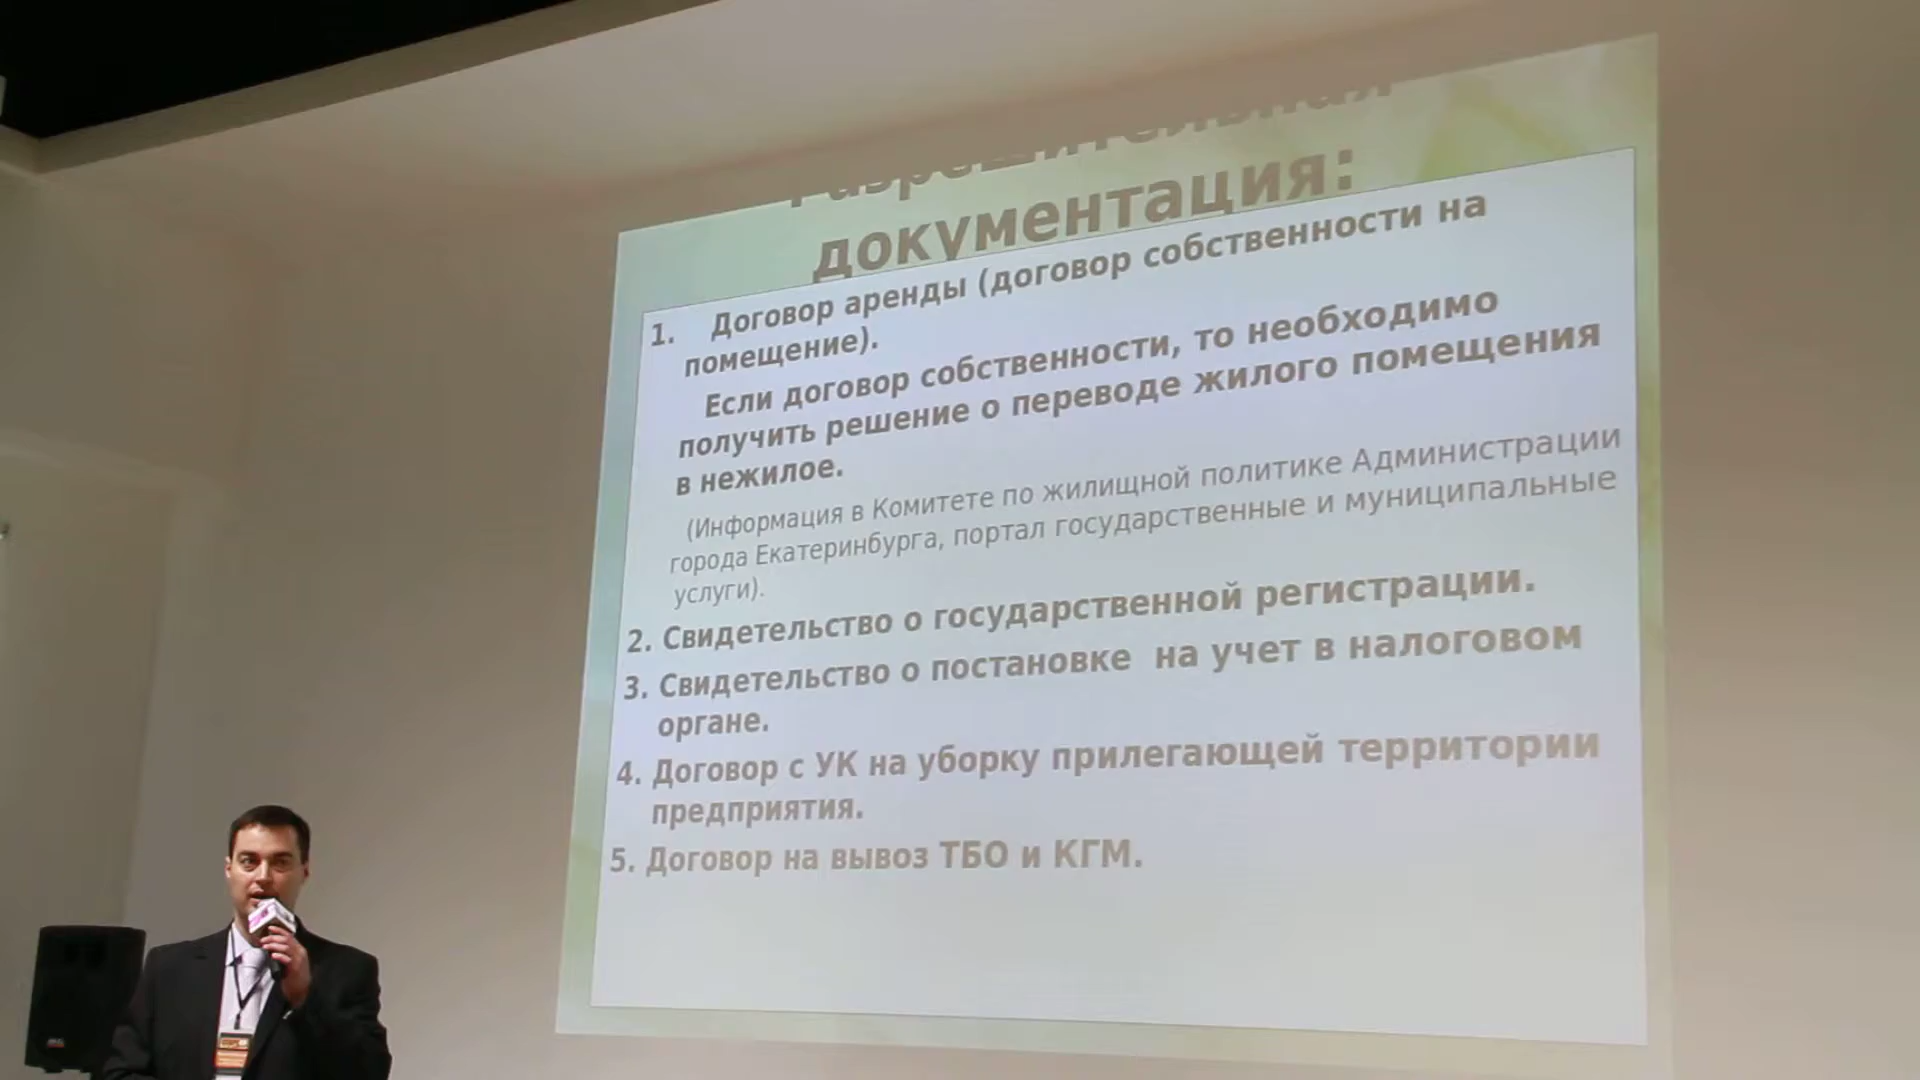 Разрешительная
документация:
1. Договор аренды (договор собственности на
помещение).
Если договор собственности, то необходимо
получить решение о переводе жилого помещения
в нежилое.
(Информация в Комитете по жилищной политике Администрации
города Екатеринбурга, портал государственные и муниципальные
услуги).
2. Свидетельство о государственной регистрации.
3. Свидетельство о постановке на учет в налоговом
органе.
4. Договор с УК на уборку прилегающей территории
предприятия.
5. Договор на вывоз ТБО и КГМ.